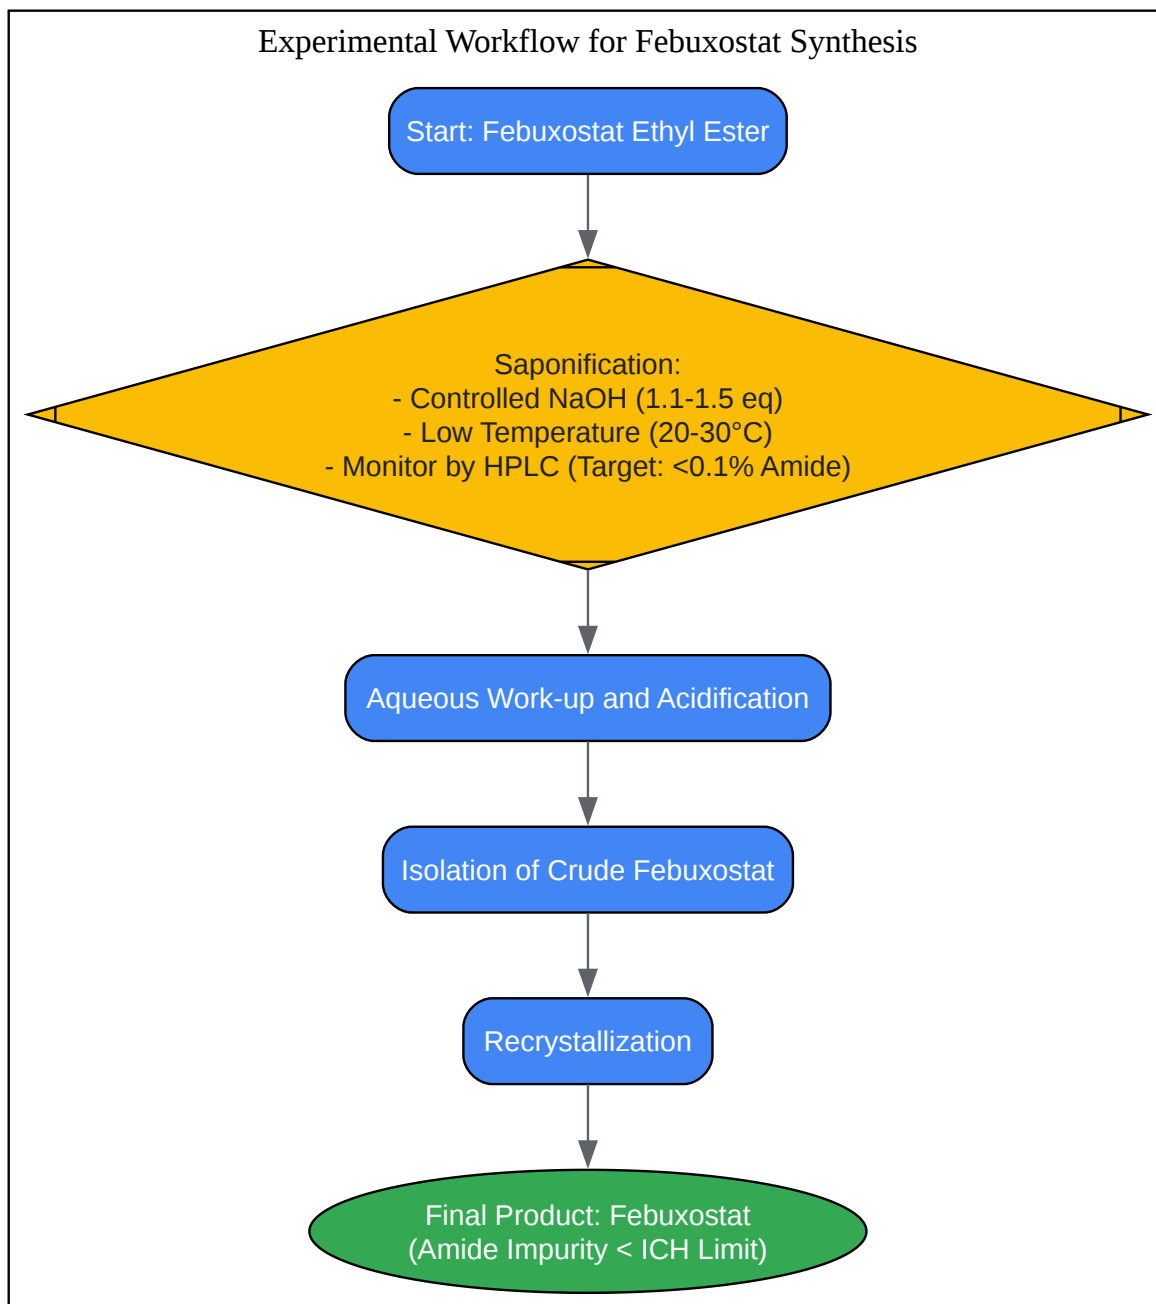 Experimental Workflow for Febuxostat Synthesis
Start: Febuxostat Ethyl Ester
Saponification:
- Controlled NaOH (1.1-1.5 eq)
- Low Temperature (20-30°C)
- Monitor by HPLC (Target: <0.1% Amide)
Aqueous Work-up and Acidification
Isolation of Crude Febuxostat
Recrystallization
Final Product: Febuxostat
(Amide Impurity < ICH Limit)